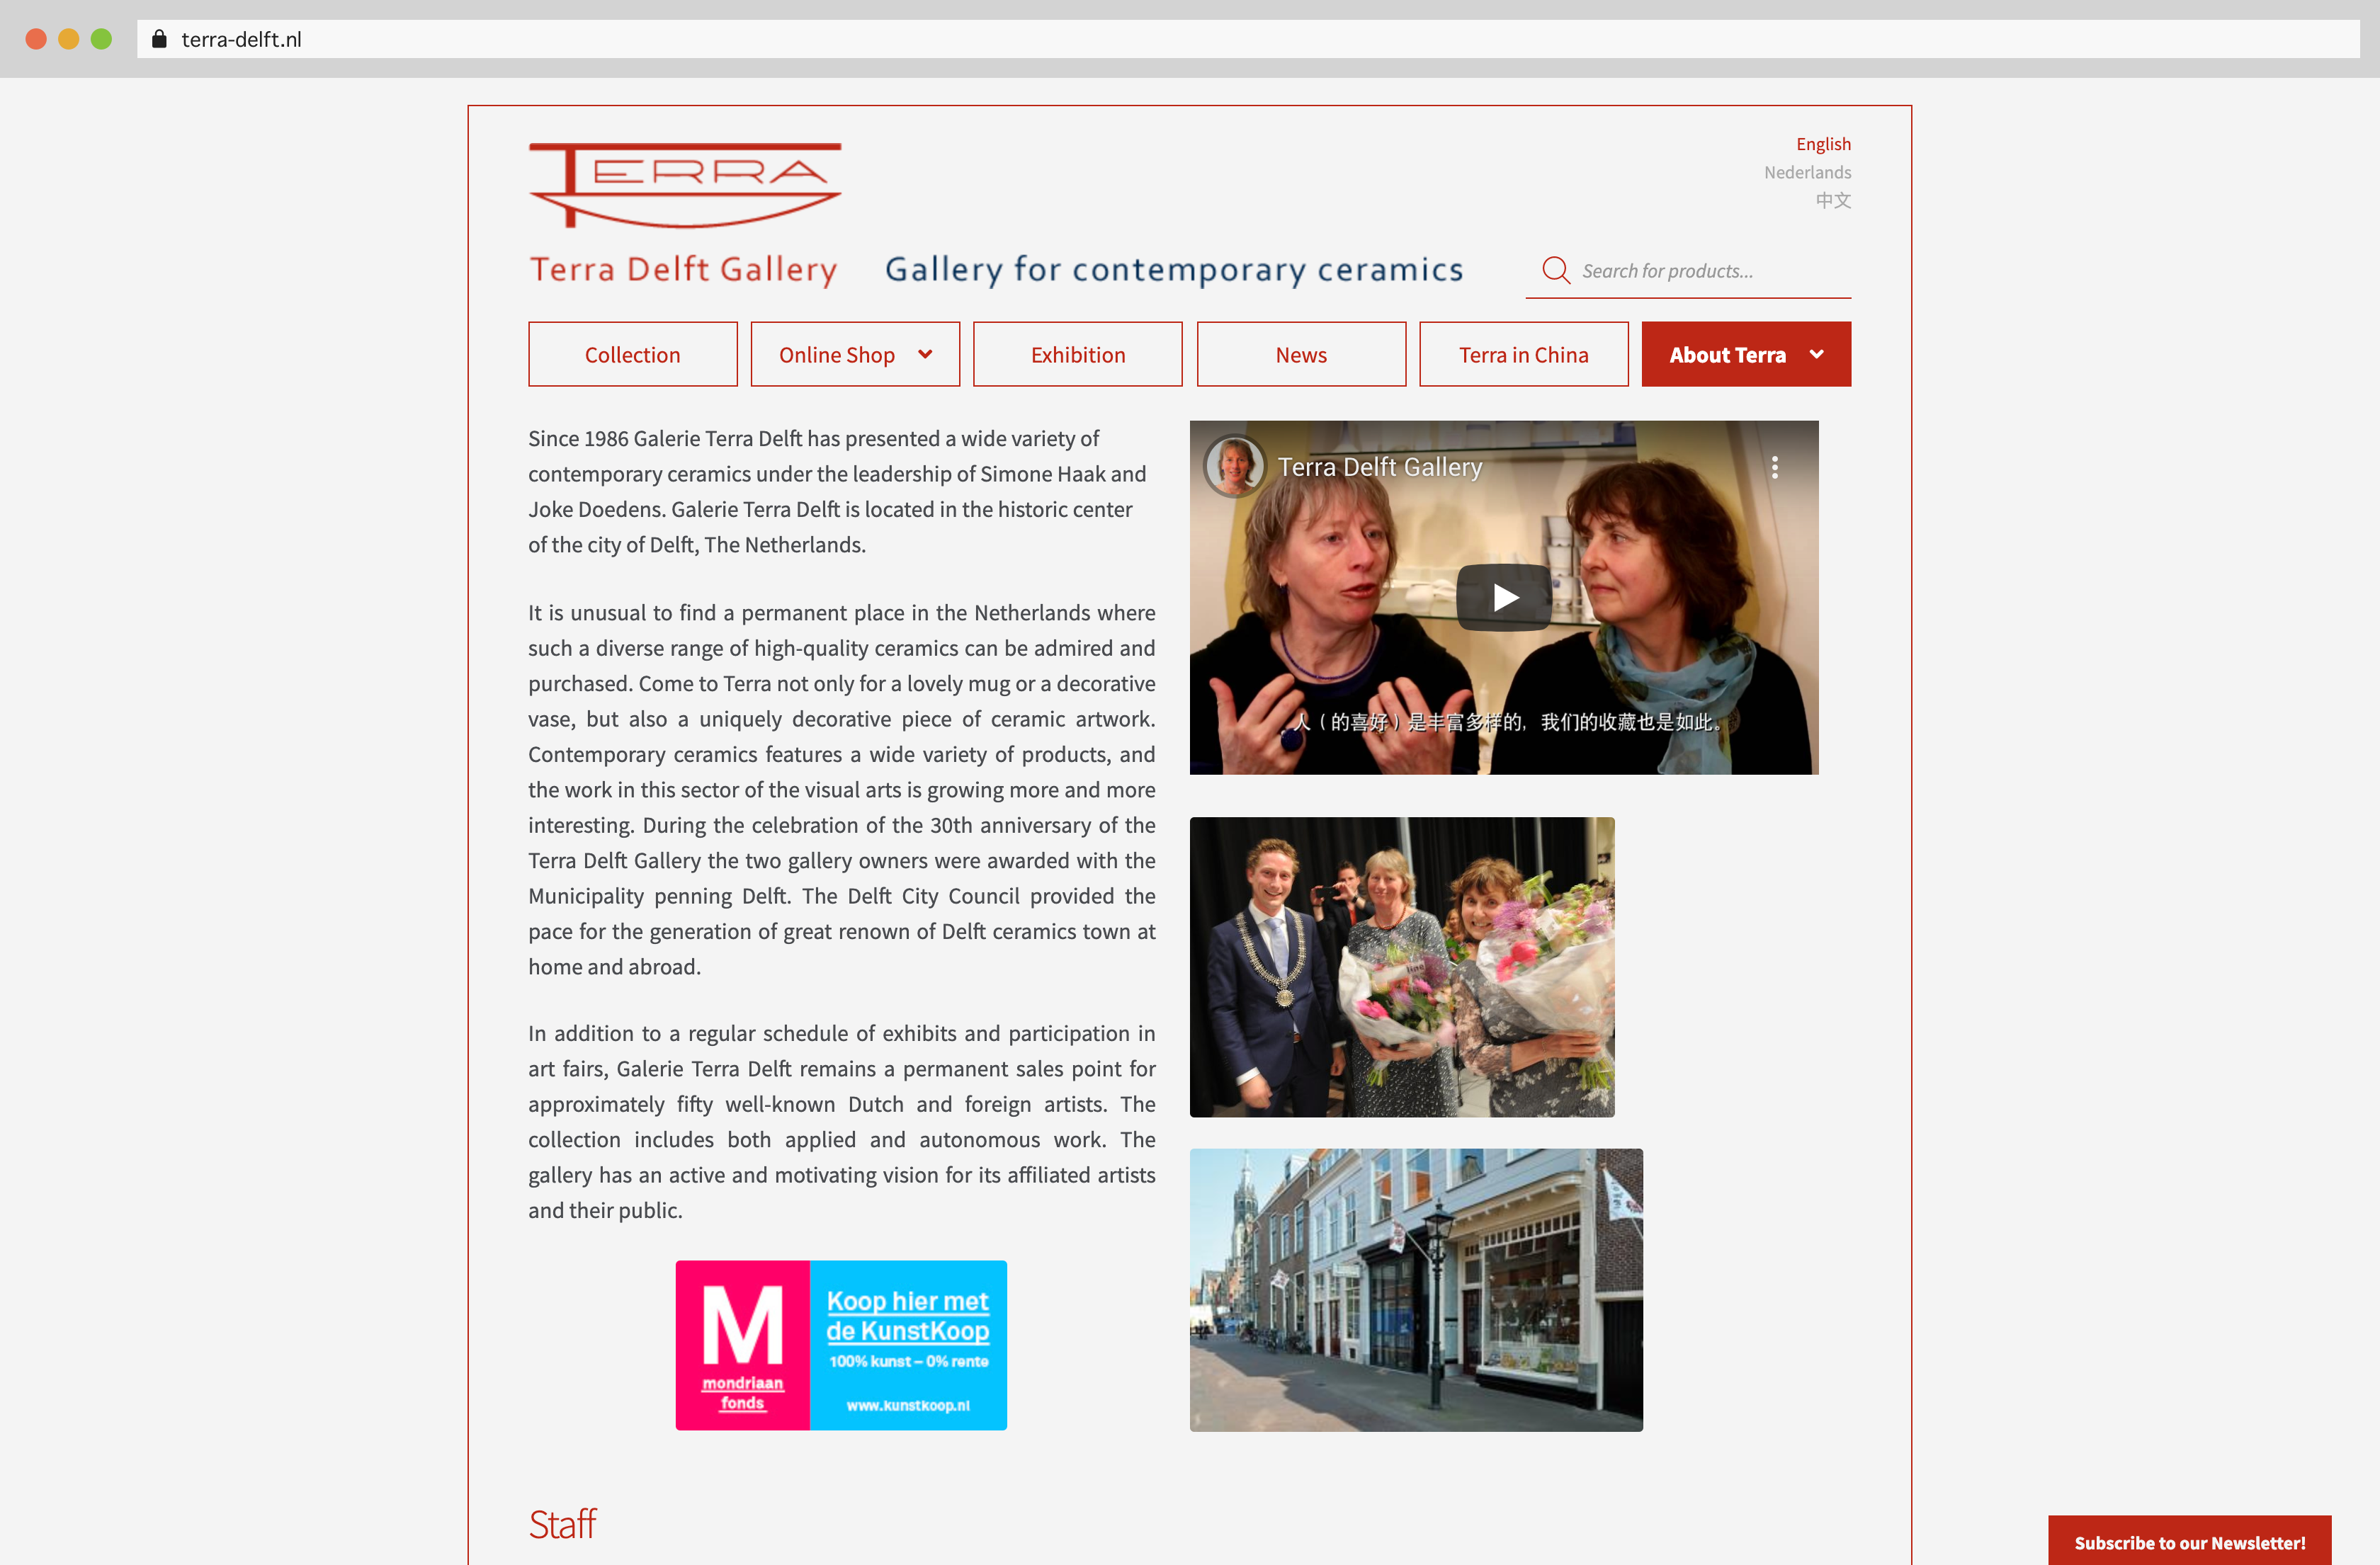 terra-delft.nl
English
Nederlands
中文
TERRA
Terra Delft Gallery
Gallery for contemporary ceramics
Search for products...
Collection
Online Shop
Exhibition
News
Terra in China
About Terra
Since 1986 Galerie Terra Delft has presented a wide variety of
contemporary ceramics under the leadership of Simone Haak and
Joke Doedens. Galerie Terra Delft is located in the historic center
of the city of Delft, The Netherlands.
It is unusual to find a permanent place in the Netherlands where
such a diverse range of high-quality ceramics can be admired and
purchased. Come to Terra not only for a lovely mug or a decorative
vase, but also a uniquely decorative piece of ceramic artwork.
Contemporary ceramics features a wide variety of products, and
the work in this sector of the visual arts is growing more and more
interesting. During the celebration of the 30th anniversary of the
Terra Delft Gallery the two gallery owners were awarded with the
Municipality penning Delft. The Delft City Council provided the
pace for the generation of great renown of Delft ceramics town at
home and abroad.
In addition to a regular schedule of exhibits and participation in
art fairs, Galerie Terra Delft remains a permanent sales point for
approximately fifty well-known Dutch and foreign artists. The
collection includes both applied and autonomous work. The
gallery has an active and motivating vision for its affiliated artists
and their public.
M
mondriaan
fonds
Koop hier met
de KunstKoop
100% kunst – 0% rente
www.kunstkoop.nl
Terra Delft Gallery
人（的喜好）是丰富多样的，我们的收藏也是如此。
Staff
Subscribe to our Newsletter!